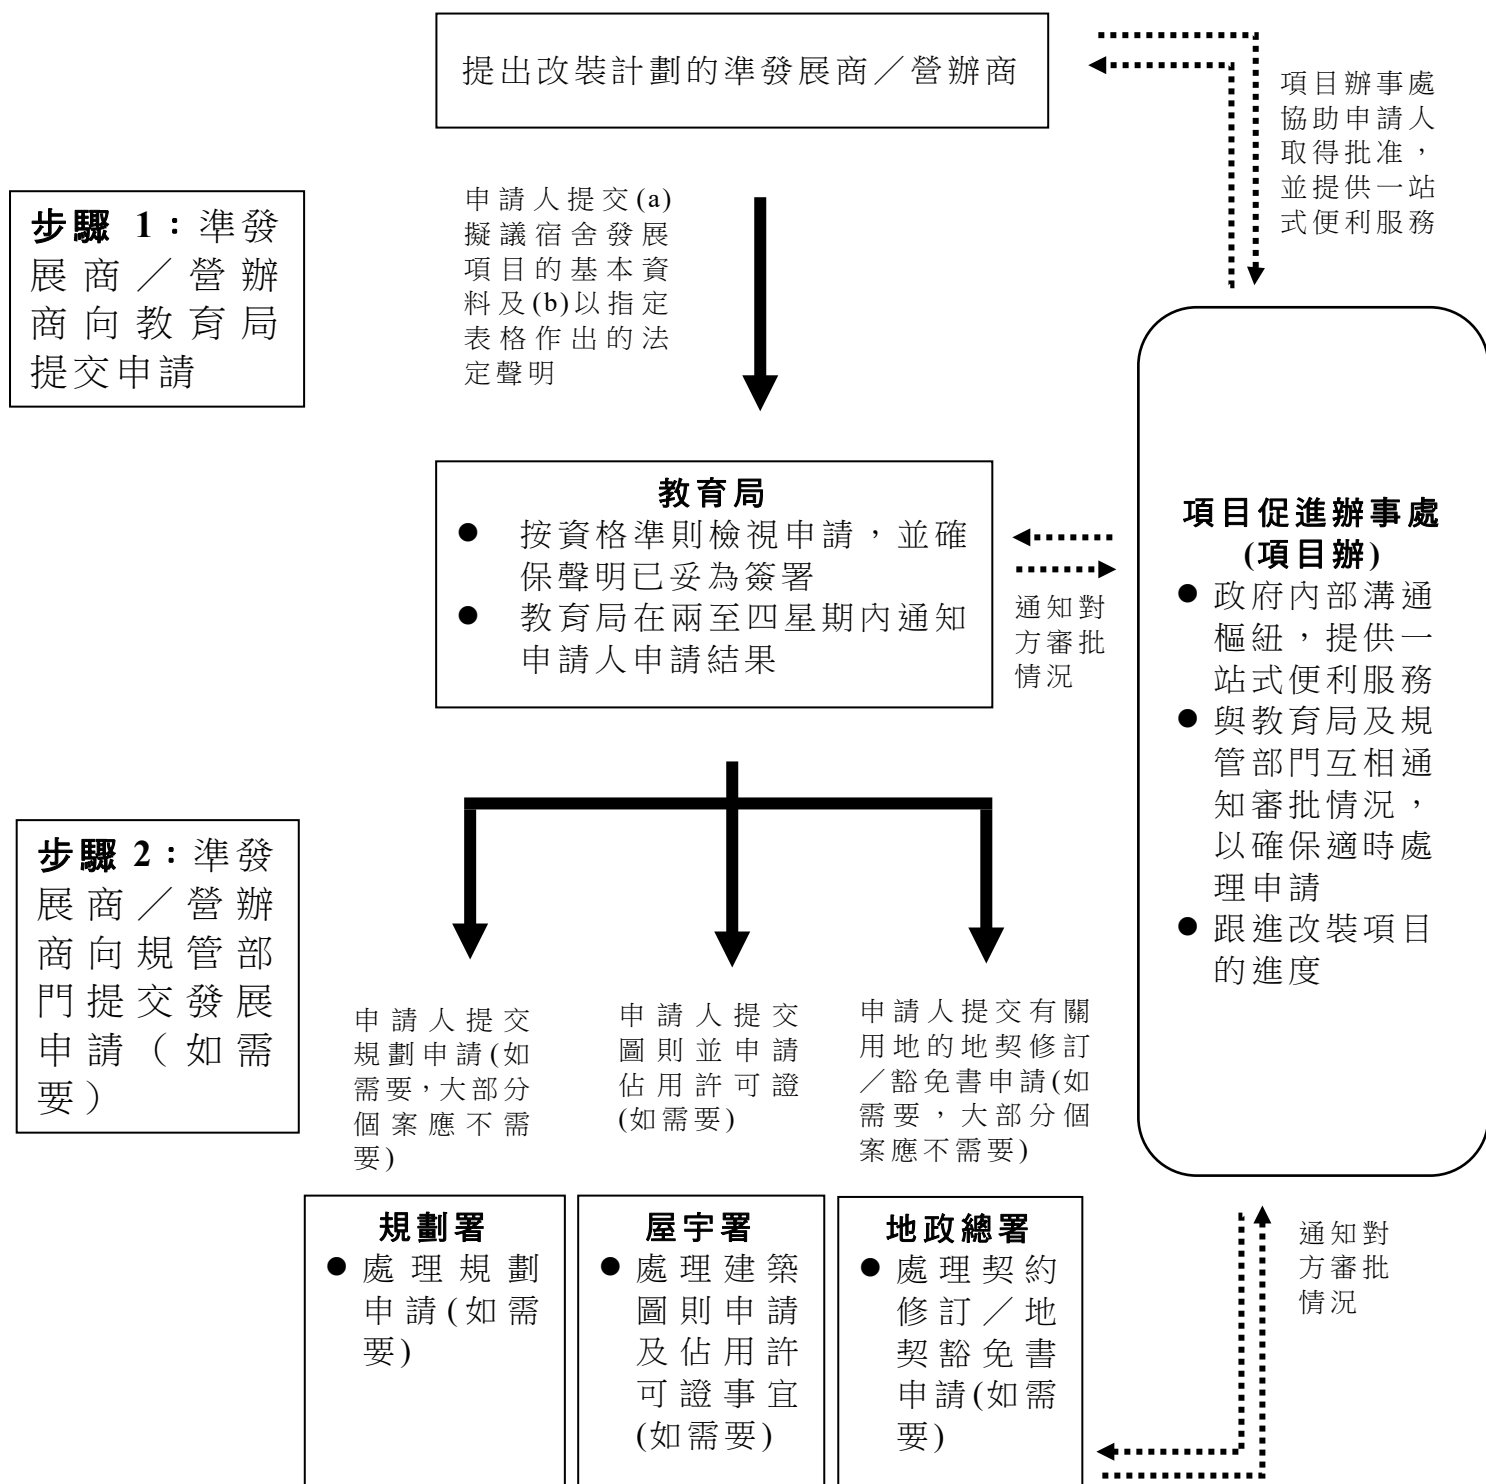 提出改裝計劃的準發展商／營辦商
項目辦事處
協助申請人
取得批准，
並提供一站
式便利服務
步驟 1：準發
展商／營辦
商向教育局
提交申請
申請人提交(a)
擬議宿舍發展
項目的基本資
料及(b)以指定
表格作出的法
定聲明
教育局
● 按資格準則檢視申請，並確
保聲明已妥為簽署
● 教育局在兩至四星期內通知
申請人申請結果
通知對
方審批
情況
項目促進辦事處
(項目辦)
● 政府內部溝通
樞紐，提供一
站式便利服務
● 與教育局及規
管部門互相通
知審批情況，
以確保適時處
理申請
● 跟進改裝項目
的進度
步驟 2：準發
展商／營辦
商向規管部
門提交發展
申請（如需
要）
申請人提交
規劃申請(如
需要，大部分
個案應不需
要)
申請人提交
圖則並申請
佔用許可證
(如需要)
申請人提交有關
用地的地契修訂
／豁免書申請(如
需要，大部分個
案應不需要)
規劃署
● 處理規劃
申請(如需
要)
屋宇署
● 處理建築
圖則申請
及佔用許
可證事宜
(如需要)
地政總署
● 處理契約
修訂／地
契豁免書
申請(如需
要)
通知對
方審批
情況